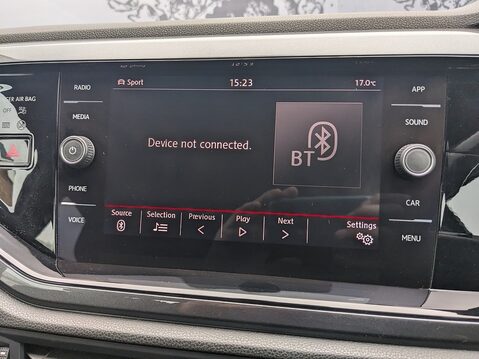 RADIO
MEDIA
PHONE
VOICE
AIR BAG
OFF
Sport
15:23
17.0°C
Device not connected.
BT
Source
Selection
Previous
Play
Next
Settings
APP
SOUND
CAR
MENU